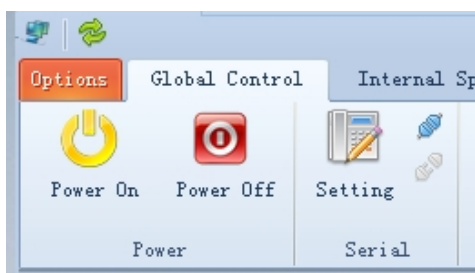 Options Global Control Internal Sp
Power On Power Off Setting
Power Serial